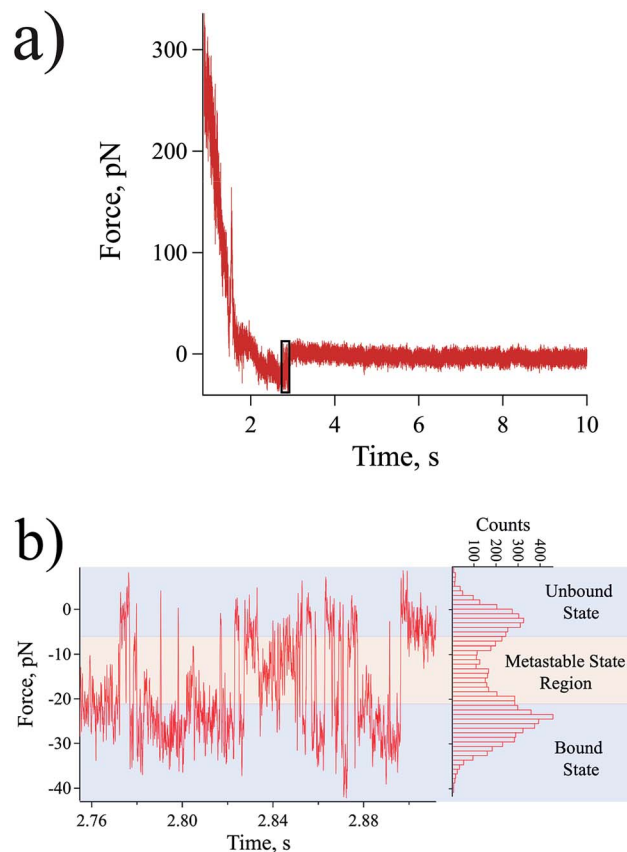 a)
300
200
100
0
Force, pN
2
4
6
8
10
Time, s
b)
Counts
100
200
300
400
0
-10
-20
-30
-40
Force, pN
Unbound
State
Metastable State
Region
Bound
State
2.76
2.80
2.84
2.88
Time, s